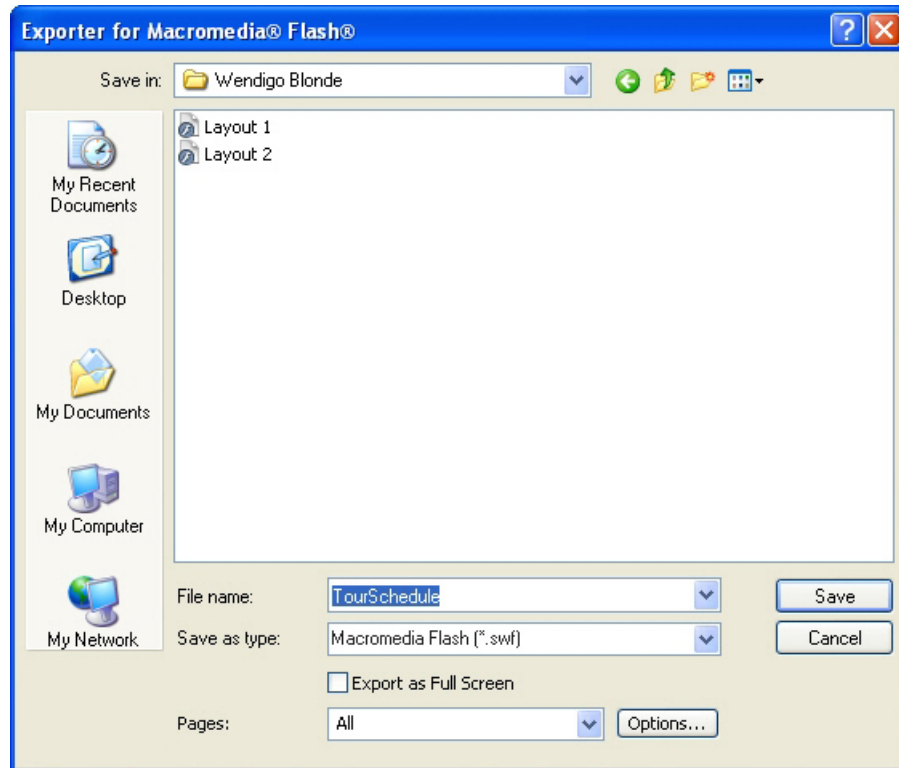 Exporter for Macromedia® Flash®
Save in: Wendigo Blonde
Layout 1
Layout 2
My Recent
Documents
Desktop
My Documents
My Computer
My Network
File name: TourSchedule Save
Save as type: Macromedia Flash (*.swf) Cancel
Export as Full Screen
Pages: All Options...